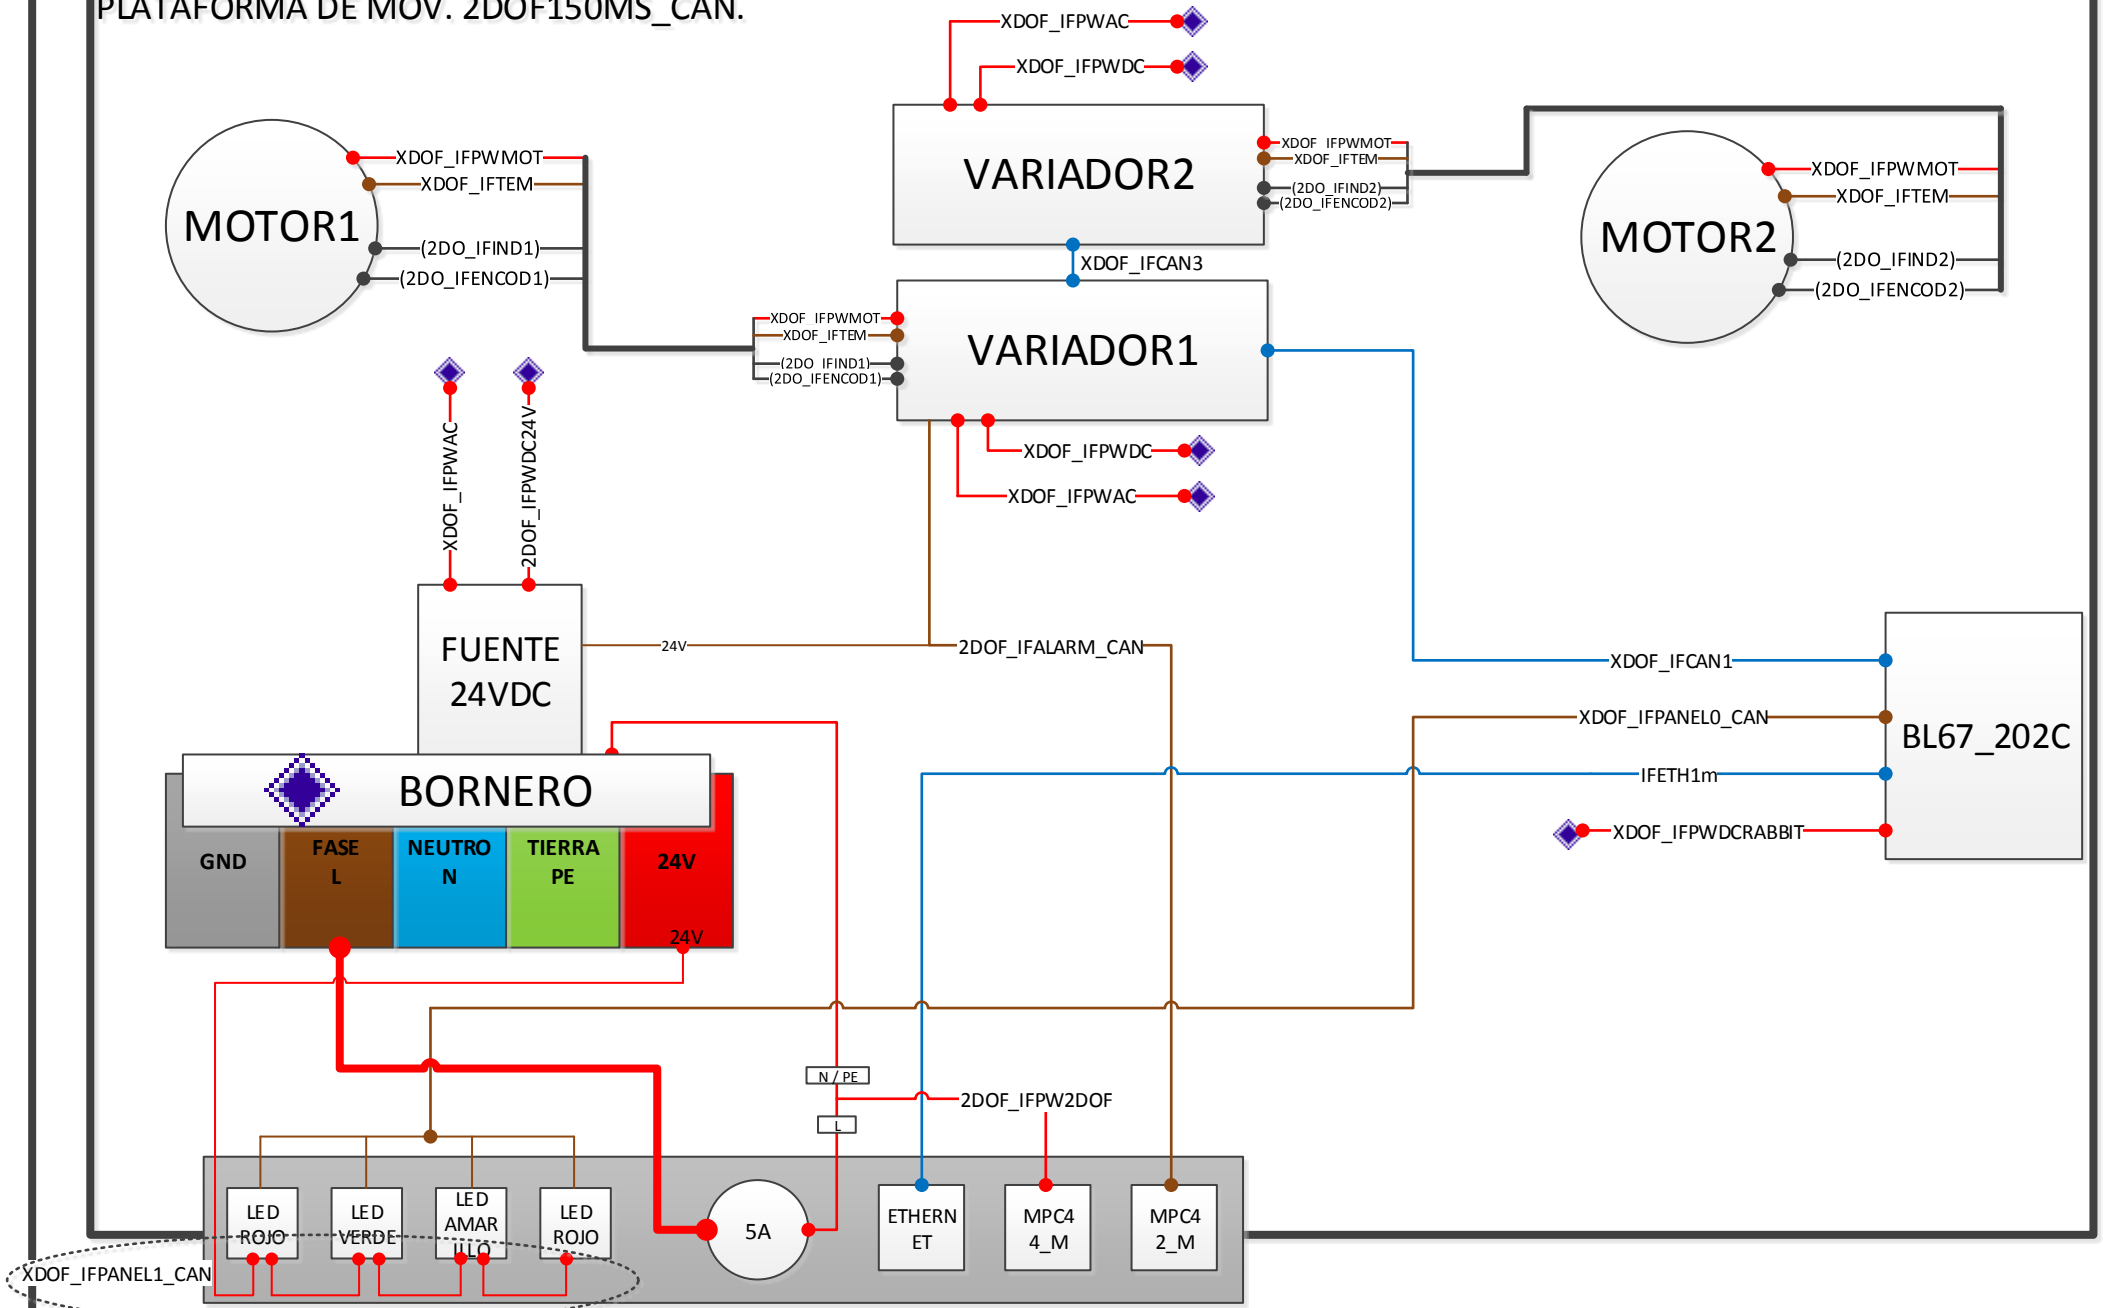 PLATAFORMA DE MOV. 2DOF150MS_CAN.
XDOF_IFPWAC
XDOF_IFPWDC
MOTOR1
XDOF_IFPWMOT
XDOF_IFTEM
(2DO_IFIND1)
(2DO_IFENCOD1)
VARIADOR2
XDOF_IFPWMOT
XDOF_IFTEM
(2DO_IFIND2)
(2DO_IFENCOD2)
MOTOR2
XDOF_IFPWMOT
XDOF_IFTEM
(2DO_IFIND2)
(2DO_IFENCOD2)
XDOF_IFCAN3
XDOF_IFPWMOT
XDOF_IFTEM
(2DO_IFIND1)
(2DO_IFENCOD1)
VARIADOR1
XDOF_IFPWDC
XDOF_IFPWAC
XDOF_IFPWAC
2DOF_IFPWDC24V
FUENTE
24VDC
24V
2DOF_IFALARM_CAN
XDOF_IFCAN1
XDOF_IFPANEL0_CAN
IFETH1m
XDOF_IFPWDCRABBIT
BL67_202C
BORNERO
GND
FASE
L
NEUTRO
N
TIERRA
PE
24V
24V
N / PE
L
2DOF_IFPW2DOF
LED
ROJO
LED
VERDE
LED
AMAR
ILLO
LED
ROJO
5A
ETHERN
ET
MPC4
4_M
MPC4
2_M
XDOF_IFPANEL1_CAN